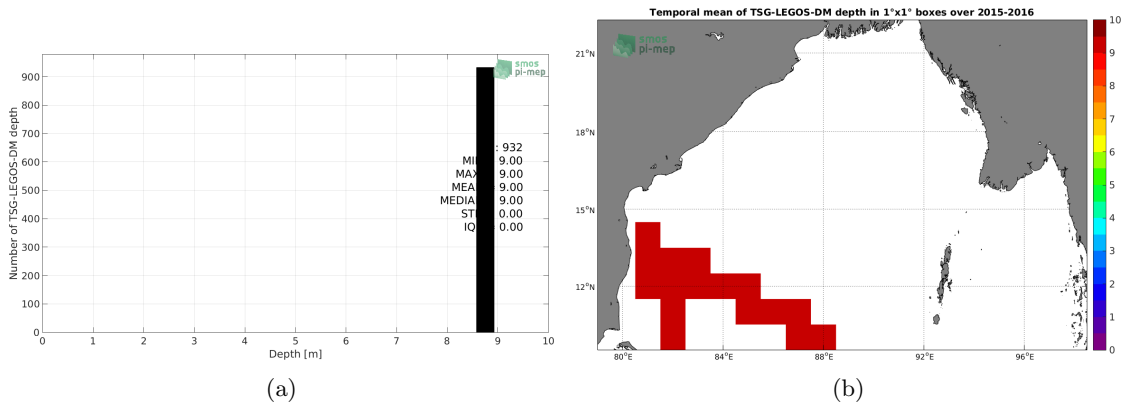 smos
pi-mep
900
800
700
600
500
400
300
200
100
0
Number of TSG-LEGOS-DM depth
: 932
MI 9.00
MAX 9.00
MEA 9.00
MEDIA 9.00
ST 0.00
IQ 0.00
0 1 2 3 4 5 6 7 8 9 10
Depth [m]
(a)
Temporal mean of TSG-LEGOS-DM depth in 1°x1° boxes over 2015-2016
smos
pi-mep
21°N
18°N
15°N
12°N
80°E 84°E 88°E 92°E 96°E
10
9
8
7
6
5
4
3
2
1
0
(b)